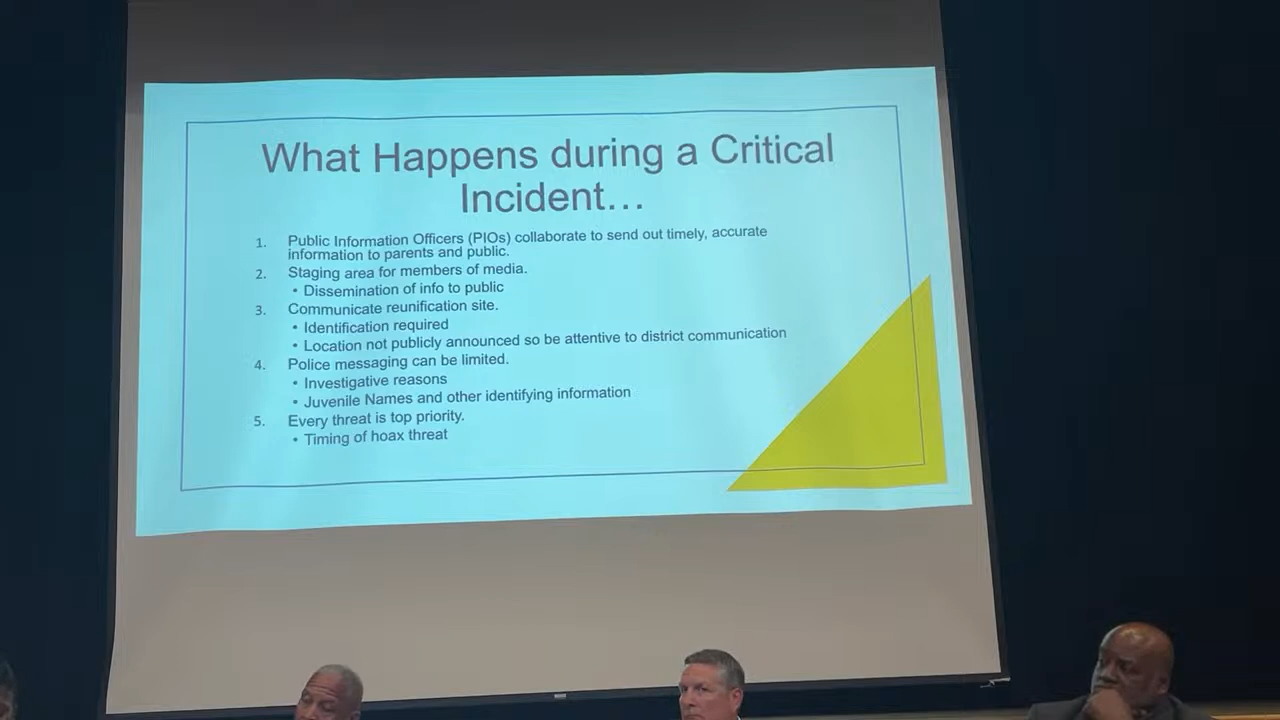 What Happens during a Critical
Incident…
1. Public Information Officers (PIOs) collaborate to send out timely, accurate
information to parents and public.
2. Staging area for members of media.
• Dissemination of info to public
3. Communicate reunification site.
• Identification required
• Location not publicly announced so be attentive to district communication
4. Police messaging can be limited.
• Investigative reasons
• Juvenile Names and other identifying information
5. Every threat is top priority.
• Timing of hoax threat